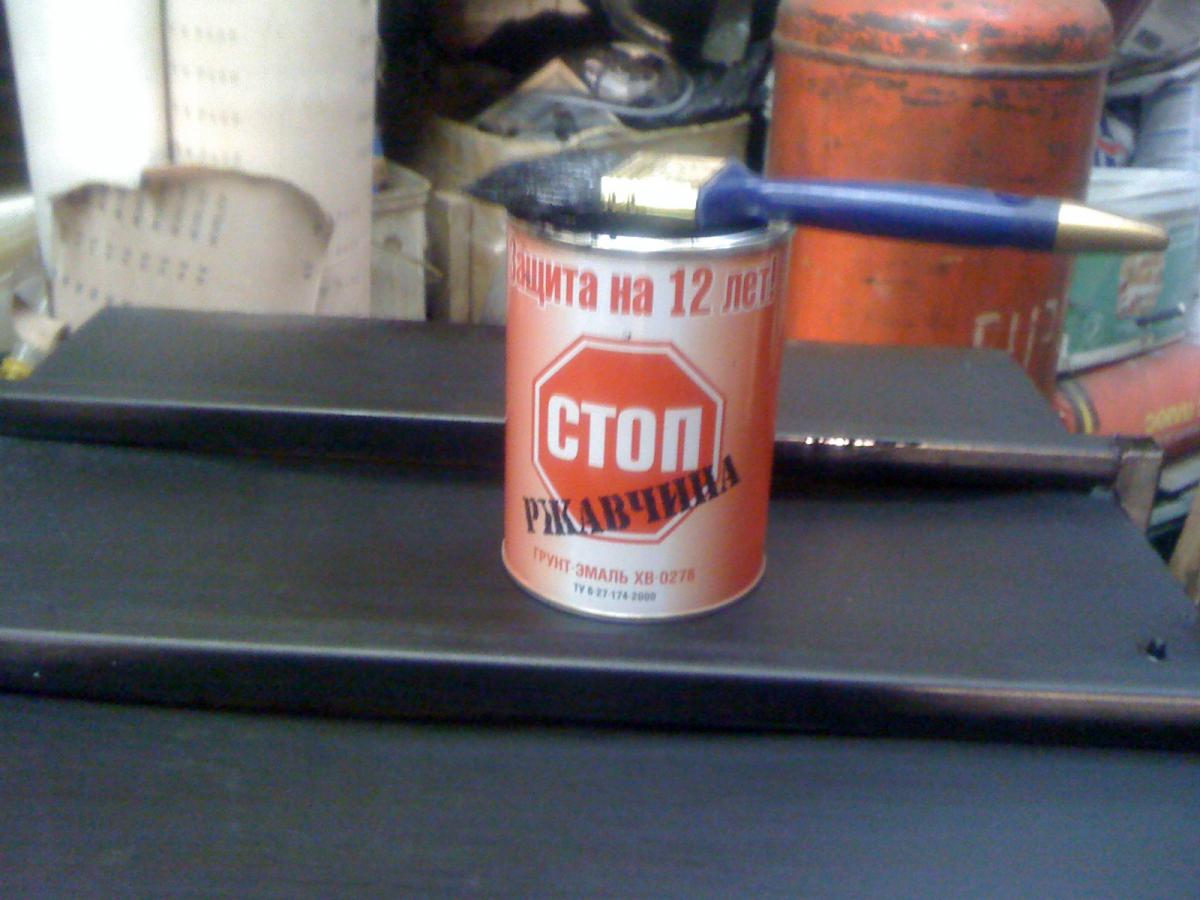 Защита на 12 лет!
СТОП
РЖАВЧИНА
ГРУНТ-ЭМАЛЬ ХВ-0278
ТУ 6-27-174-2000